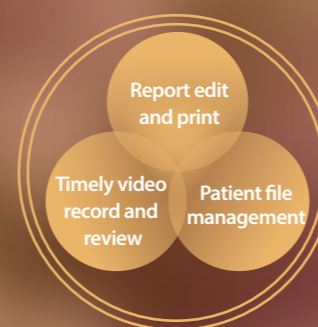 Report edit
and print
Timely video
record and
review
Patient file
management